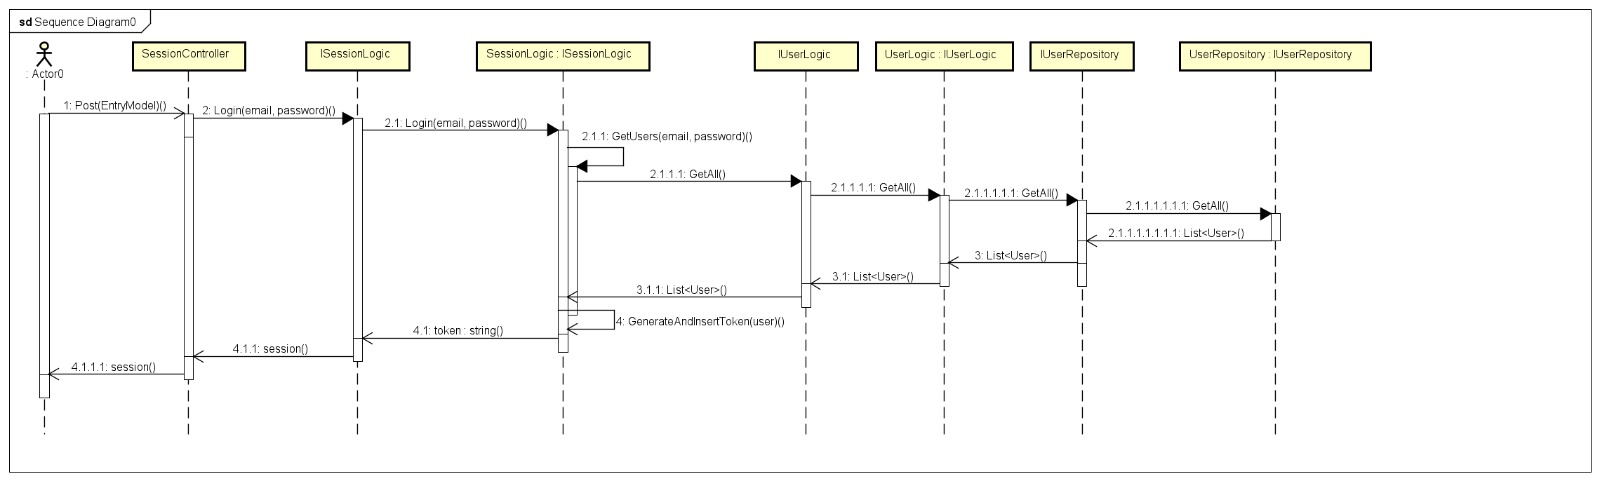 sd Sequence Diagram0
: Actor0
SessionController
ISessionLogic
SessionLogic : ISessionLogic
IUserLogic
UserLogic : IUserLogic
IUserRepository
UserRepository : IUserRepository
1: Post(EntryModel)()
2: Login(email, password)()
2.1: Login(email, password)()
2.1.1: GetUsers(email, password)()
2.1.1.1: GetAll()
2.1.1.1.1: GetAll()
2.1.1.1.1.1: GetAll()
2.1.1.1.1.1.1: GetAll()
2.1.1.1.1.1.1.1: List<User>()
3: List<User>()
3.1: List<User>()
3.1.1: List<User>()
4: GenerateAndInsertToken(user)()
4.1: token : string()
4.1.1: session()
4.1.1.1: session()